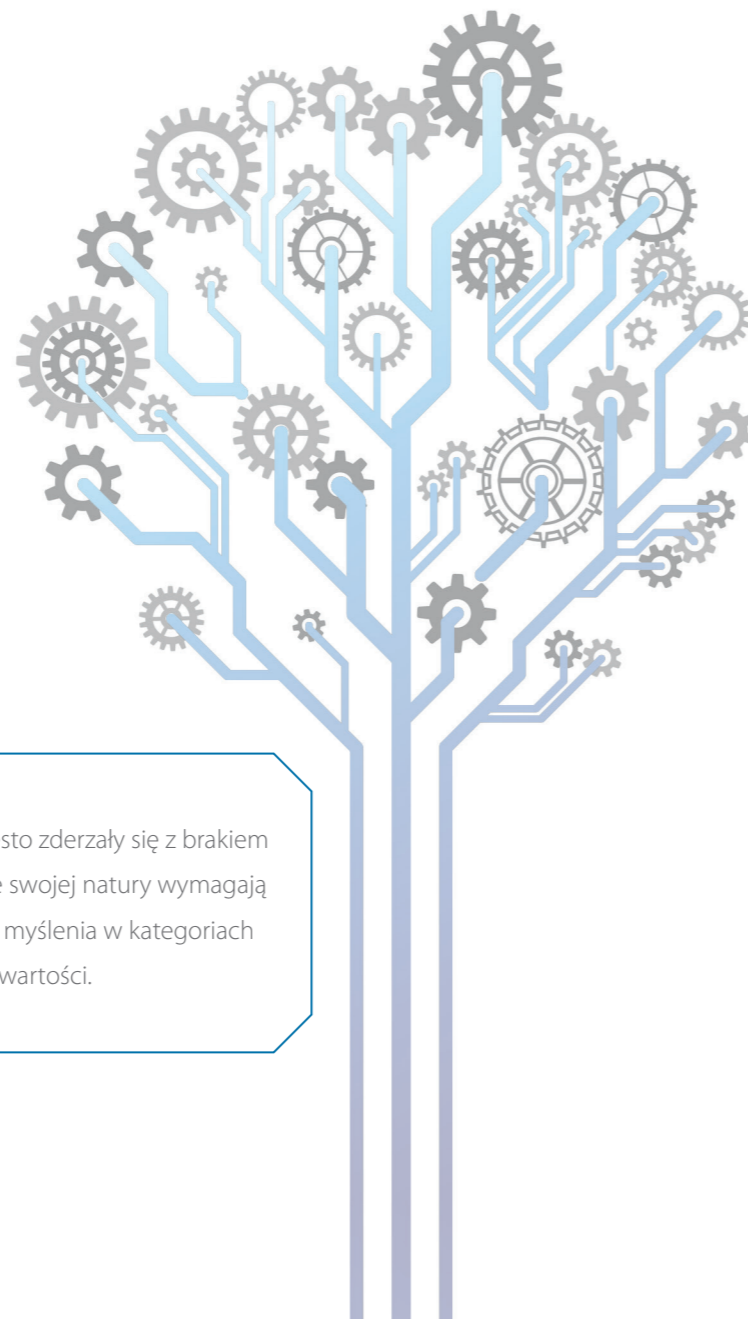 sto zderzały się z brakiem
e swojej natury wymagają
myślenia w kategoriach
wartości.